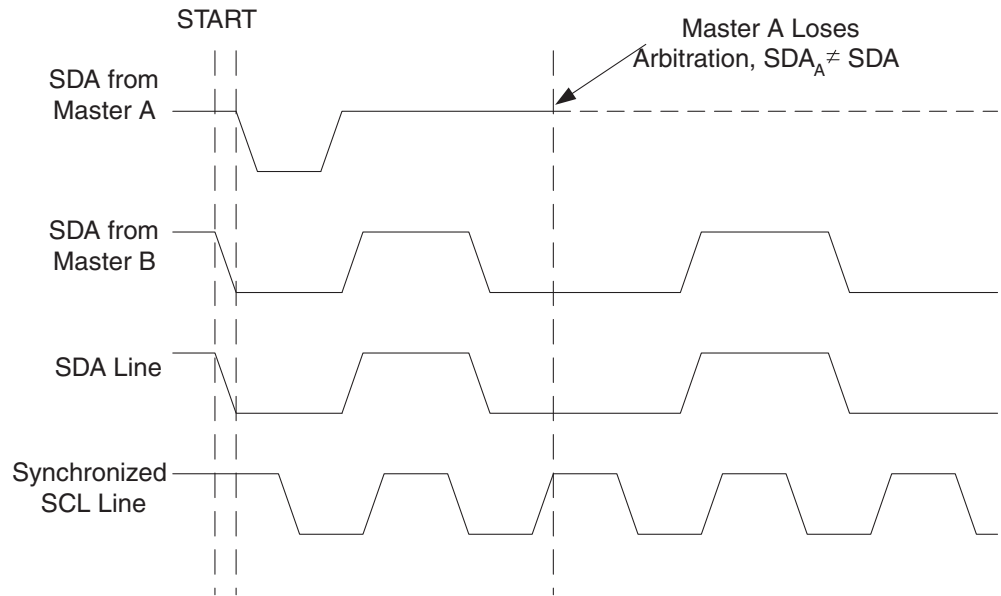 START
Master A Loses
Arbitration, SDA_A ≠ SDA
SDA from
Master A
SDA from
Master B
SDA Line
Synchronized
SCL Line